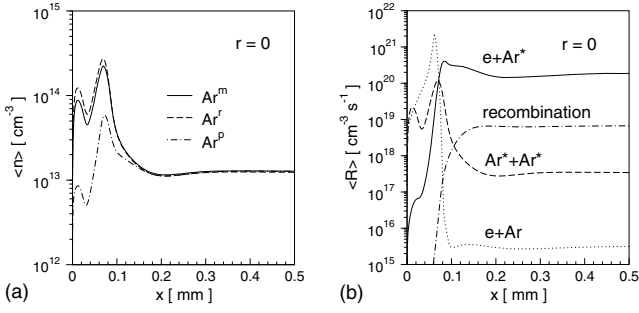 10^15
10^14
10^13
10^12
<n> [ cm^-3 ]
r = 0
Ar^m
Ar^r
Ar^p
0
0.1
0.2
0.3
0.4
0.5
x [ mm ]
(a)
10^22
10^21
10^20
10^19
10^18
10^17
10^16
10^15
<R> [ cm^-3 s^-1 ]
e+Ar^*
r = 0
recombination
Ar^*+Ar^*
e+Ar
0
0.1
0.2
0.3
0.4
0.5
x [ mm ]
(b)